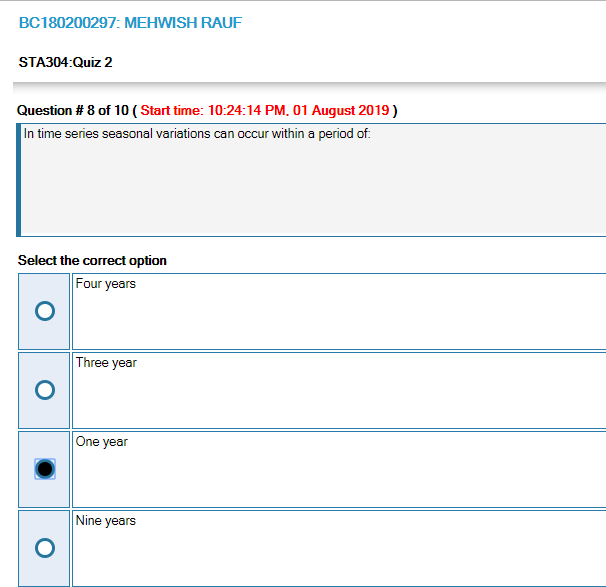 BC180200297: MEHWISH RAUF
STA304:Quiz 2
Question # 8 of 10 ( Start time: 10:24:14 PM, 01 August 2019 )
In time series seasonal variations can occur within a period of:
Select the correct option
Four years
Three year
One year
Nine years